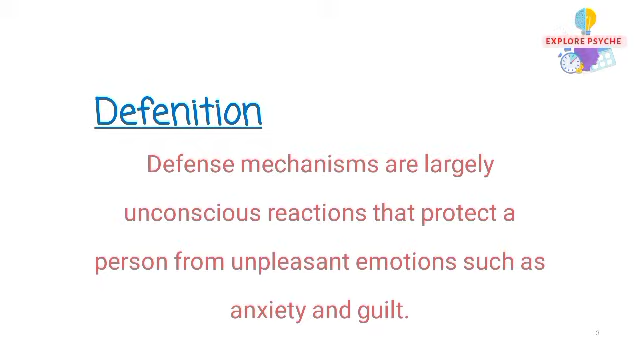 EXPLORE PSYCHE
Defenition
Defense mechanisms are largely
unconscious reactions that protect a
person from unpleasant emotions such as
anxiety and guilt.